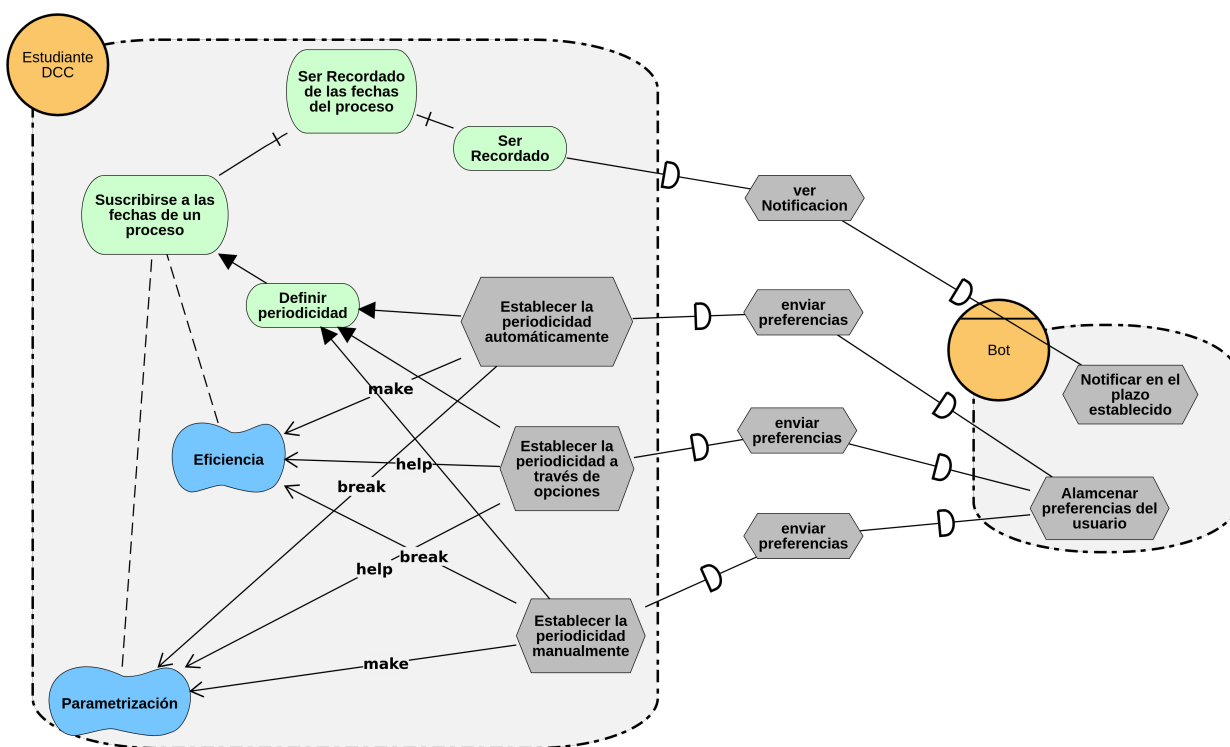 Estudiante
DCC
Ser Recordado
de las fechas
del proceso
Ser
Recordado
Suscribirse a las
fechas de un
proceso
ver
Notificacion
Definir
periodicidad
Establecer la
periodicidad
automáticamente
enviar
preferencias
Bot
Notificar en el
plazo
establecido
make
Eficiencia
help
break
Establecer la
periodicidad a
través de
opciones
enviar
preferencias
Alamcenar
preferencias del
usuario
break
help
enviar
preferencias
Establecer la
periodicidad
manualmente
make
Parametrización